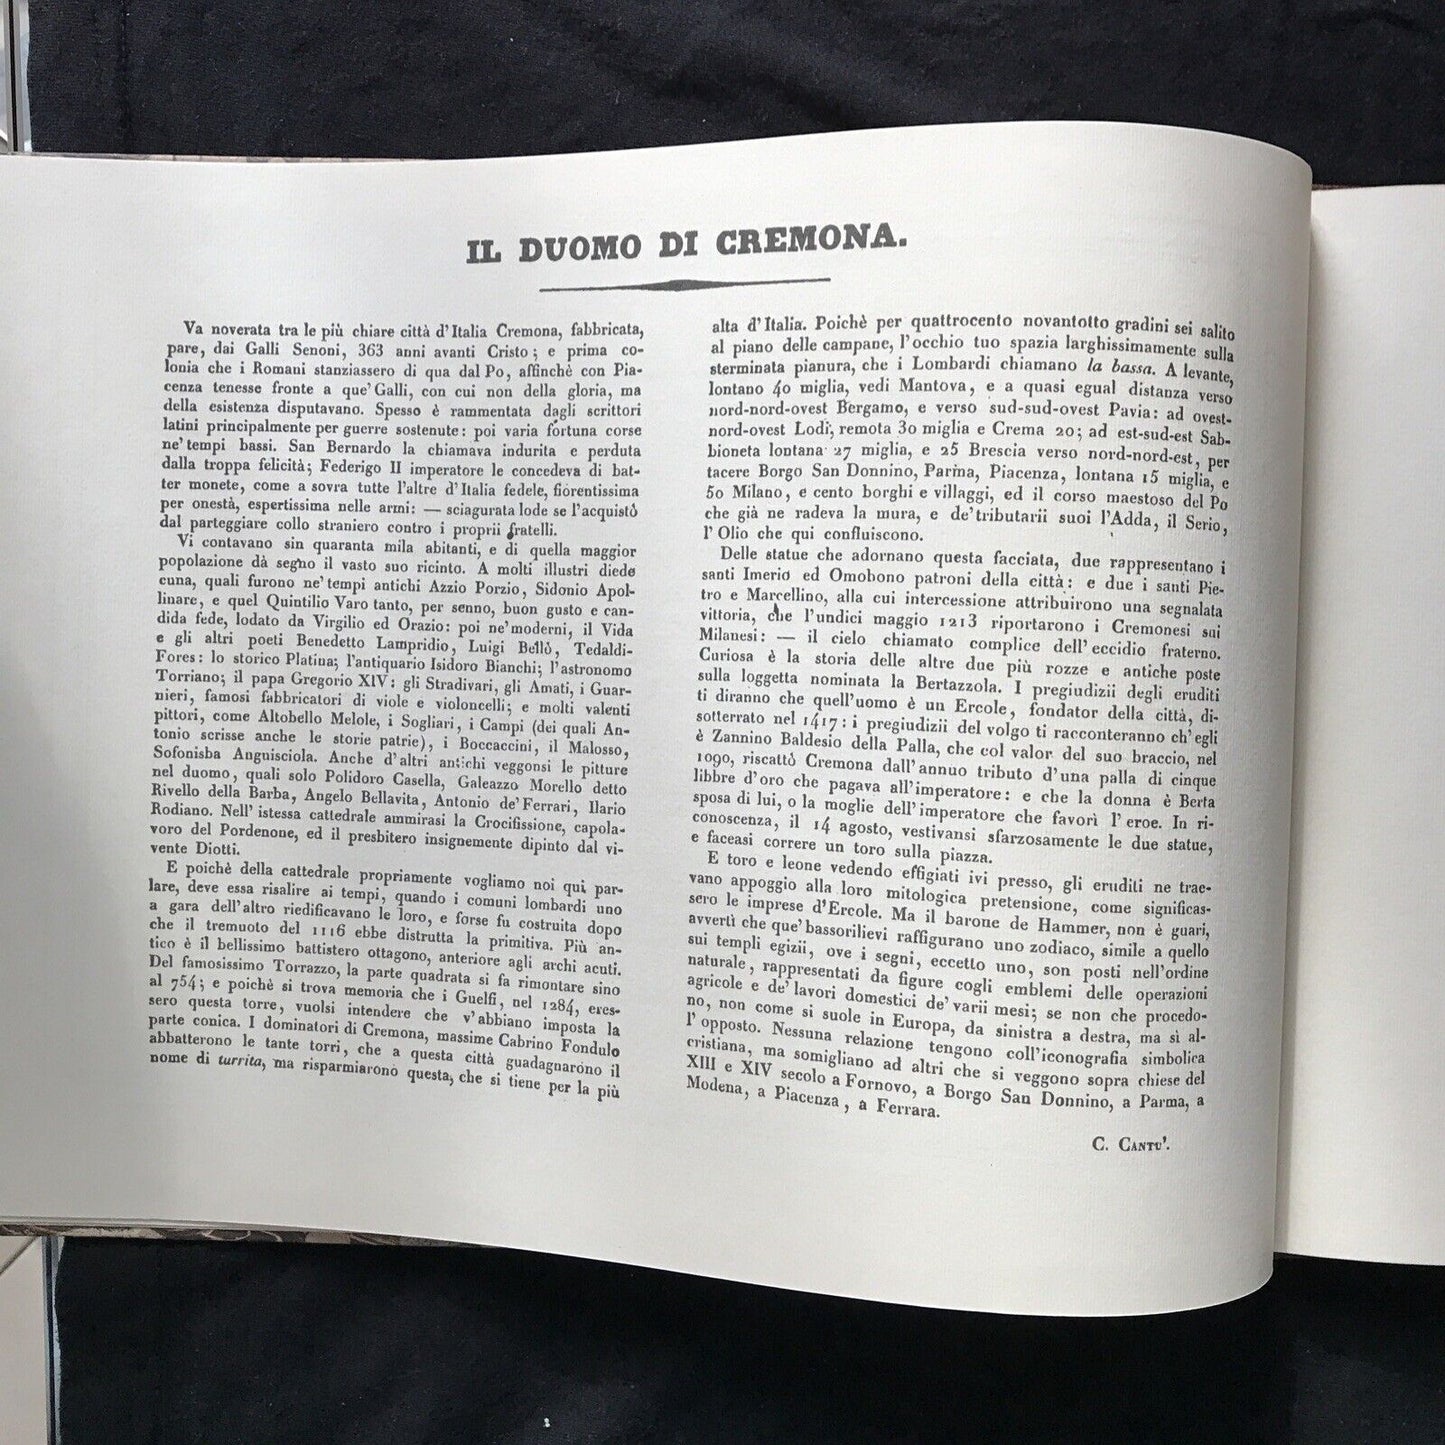 IL DUOMO DI CREMONA.
Va noverata tra le più chiare città d'Italia Cremona, fabbricata,
pare, dai Galli Senoni, 363 anni avanti Cristo; e prima co-
lonia che i Romani stanziassero di qua dal Po, affinchè con Pia-
cenza tenesse fronte a que' Galli, con cui non della gloria, ma
della esistenza disputavano. Spesso è rammentata dagli scrittori
latini principalmente per guerre sostenute: poi varia fortuna corse
ne' tempi bassi. San Bernardo la chiamava indurita e perduta
dalla troppa felicità; Federigo II imperatore le concedeva di bat-
ter monete, come a sovra tutte l'altre d'Italia fedele, fiorentissima
per onestà, espertissima nelle armi: — sciagurata lode se l'acquistò
dal parteggiare collo straniero contro i proprii fratelli.
Vi contavano sin quaranta mila abitanti, e di quella maggior
popolazione dà segno il vasto suo ricinto. A molti illustri diede
cuna, quali furono ne' tempi antichi Azzio Porzio, Sidonio Apol-
linare, e quel Quintilio Varo tanto, per senno, buon gusto e can-
dida fede, lodato da Virgilio ed Orazio: poi ne' moderni, il Vida
e gli altri poeti Benedetto Lampridio, Luigi Bellò, Tedaldi-
Fores: lo storico Platina; l'antiquario Isidoro Bianchi; l'astronomo
Torriano; il papa Gregorio XIV: gli Stradivari, gli Amati, i Guar-
nieri, famosi fabbricatori di viole e violoncelli; e molti valenti
pittori, come Altobello Melole, i Sogliari, i Campi (dei quali An-
tonio scrisse anche le storie patrie), i Boccaccini, il Malosso,
Sofonisba Anguisciola. Anche d'altri antichi veggonsi le pitture
nel duomo, quali solo Polidoro Casella, Galeazzo Morello detto
Rivello della Barba, Angelo Bellavita, Antonio de' Ferrari, Ilario
Rodiano. Nell'istessa cattedrale ammirasi la Crocifissione, capola-
voro del Pordenone, ed il presbitero insignemente dipinto dal vi-
vente Diotti.
E poichè della cattedrale propriamente vogliamo noi qui par-
lare, deve essa risalire ai tempi, quando i comuni lombardi uno
a gara dell'altro riedificavano le loro, e forse fu costruita dopo
che il tremuoto del 1116 ebbe distrutta la primitiva. Più an-
tico è il bellissimo battistero ottagono, anteriore agli archi acuti.
Del famosissimo Torrazzo, la parte quadrata si fa rimontare sino
al 754; e poichè si trova memoria che i Guelfi, nel 1284, eres-
sero questa torre, vuolsi intendere che v'abbiano imposta la
parte conica. I dominatori di Cremona, massime Cabrino Fondulo
abbatterono le tante torri, che a questa città guadagnarono il
nome di turrita, ma risparmiarono questa, che si tiene per la più
alta d'Italia. Poichè per quattrocento novantotto gradini sei salito
al piano delle campane, l'occhio tuo spazia larghissimamente sulla
sterminata pianura, che i Lombardi chiamano la bassa. A levante,
lontano 40 miglia, vedi Mantova, e a quasi egual distanza verso
nord-nord-ovest Bergamo, e verso sud-sud-ovest Pavia: ad ovest-
nord-ovest Lodi, remota 30 miglia e Crema 20; ad est-sud-est Sab-
bioneta lontana 27 miglia, e 25 Brescia verso nord-nord-est, per
tacere Borgo San Donnino, Parma, Piacenza, lontana 15 miglia, e
50 Milano, e cento borghi e villaggi, ed il corso maestoso del Po
che già ne radeva la mura, e de' tributarii suoi l'Adda, il Serio,
l'Olio che qui confluiscono.
Delle statue che adornano questa facciata, due rappresentano i
santi Imerio ed Omobono patroni della città: e due i santi Pie-
tro e Marcellino, alla cui intercessione attribuirono una segnalata
vittoria, che l'undici maggio 1213 riportarono i Cremonesi sui
Milanesi: — il cielo chiamato complice dell'eccidio fraterno.
Curiosa è la storia delle altre due più rozze e antiche poste
sulla loggetta nominata la Bertazzola. I pregiudizii degli eruditi
ti diranno che quell'uomo è un Ercole, fondator della città, di-
sotterrato nel 1417: i pregiudizii del volgo ti racconteranno ch'egli
è Zannino Baldesio della Palla, che col valor del suo braccio, nel
1090, riscattò Cremona dall'annuo tributo d'una palla di cinque
libbre d'oro che pagava all'imperatore: e che la donna è Berta
sposa di lui, o la moglie dell'imperatore che favorì l'eroe. In ri-
conoscenza, il 14 agosto, vestivansi sfarzosamente le due statue,
e faceasi correre un toro sulla piazza.
E toro e leone vedendo effigiati ivi presso, gli eruditi ne trae-
vano appoggio alla loro mitologica pretensione, come significas-
sero le imprese d'Ercole. Ma il barone de Hammer, non è guari,
avvertì che que' bassorilievi raffigurano uno zodiaco, simile a quello
sui templi egizii, ove i segni, eccetto uno, son posti nell'ordine
naturale, rappresentati da figure cogli emblemi delle operazioni
agricole e de' lavori domestici de' varii mesi; se non che procedo-
no, non come si suole in Europa, da sinistra a destra, ma sì al-
l'opposto. Nessuna relazione tengono coll'iconografia simbolica
cristiana, ma somigliano ad altri che si veggono sopra chiese del
XIII e XIV secolo a Fornovo, a Borgo San Donnino, a Parma, a
Modena, a Piacenza, a Ferrara.
C. CANTU'.